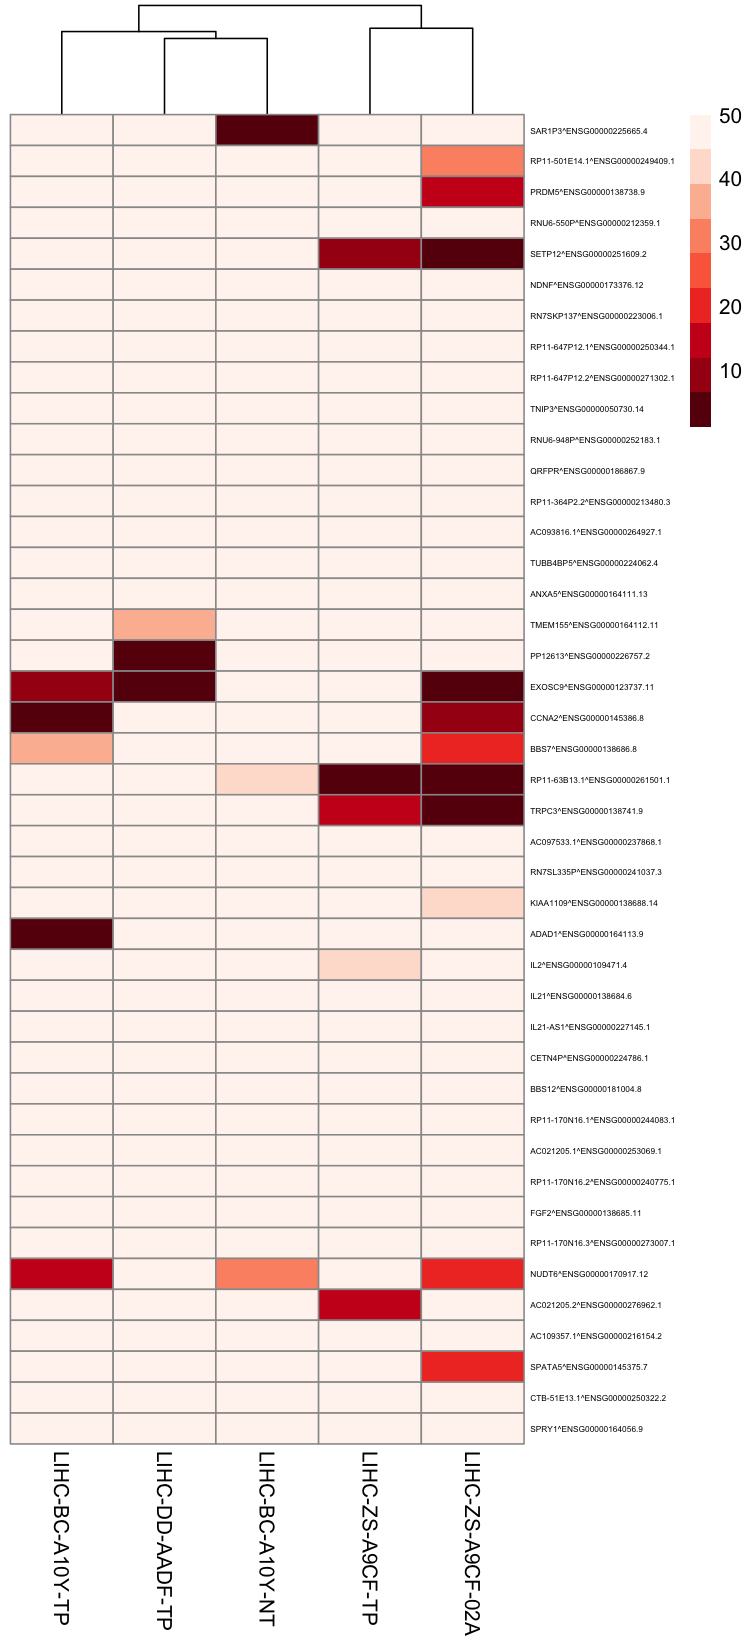 50
40
30
20
10
SAR1P3^ENSG00000225665.4
RP11-501E14.1^ENSG00000249409.1
PRDM5^ENSG00000138738.9
RNU6-550P^ENSG00000212359.1
SETP12^ENSG00000251609.2
NDNF^ENSG00000173376.12
RN7SKP137^ENSG00000223006.1
RP11-647P12.1^ENSG00000250344.1
RP11-647P12.2^ENSG00000271302.1
TNIP3^ENSG00000050730.14
RNU6-948P^ENSG00000252183.1
QRFPR^ENSG00000186867.9
RP11-364P2.2^ENSG00000213480.3
AC093816.1^ENSG00000264927.1
TUBB4BP5^ENSG00000224062.4
ANXA5^ENSG00000164111.13
TMEM155^ENSG00000164112.11
PP12613^ENSG00000226757.2
EXOSC9^ENSG00000123737.11
CCNA2^ENSG00000145386.8
BBS7^ENSG00000138686.8
RP11-63B13.1^ENSG00000261501.1
TRPC3^ENSG00000138741.9
AC097533.1^ENSG00000237868.1
RN7SL335P^ENSG00000241037.3
KIAA1109^ENSG00000138688.14
ADAD1^ENSG00000164113.9
IL2^ENSG00000109471.4
IL21^ENSG00000138684.6
IL21-AS1^ENSG00000227145.1
CETN4P^ENSG00000224786.1
BBS12^ENSG00000181004.8
RP11-170N16.1^ENSG00000244083.1
AC021205.1^ENSG00000253069.1
RP11-170N16.2^ENSG00000240775.1
FGF2^ENSG00000138685.11
RP11-170N16.3^ENSG00000273007.1
NUDT6^ENSG00000170917.12
AC021205.2^ENSG00000276962.1
AC109357.1^ENSG00000216154.2
SPATA5^ENSG00000145375.7
CTB-51E13.1^ENSG00000250322.2
SPRY1^ENSG00000164056.9
LIHC-BC-A10Y-TP
LIHC-DD-AADF-TP
LIHC-BC-A10Y-NT
LIHC-ZS-A9CF-TP
LIHC-ZS-A9CF-02A